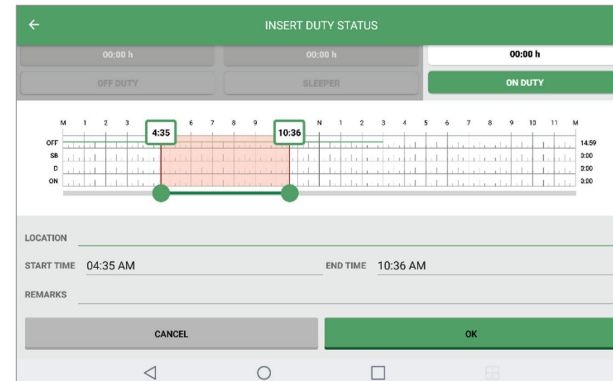 INSERT DUTY STATUS
00:00 h 00:00 h 00:00 h
OFF DUTY SLEEPER ON DUTY
M 1 2 3 6 7 8 9 N 1 2 3 4 5 6 7 8 9 10 11 M
4:35 10:36
OFF 14:59
SB 0:00
D 0:00
ON 0:00
LOCATION
START TIME 04:35 AM END TIME 10:36 AM
REMARKS
CANCEL OK